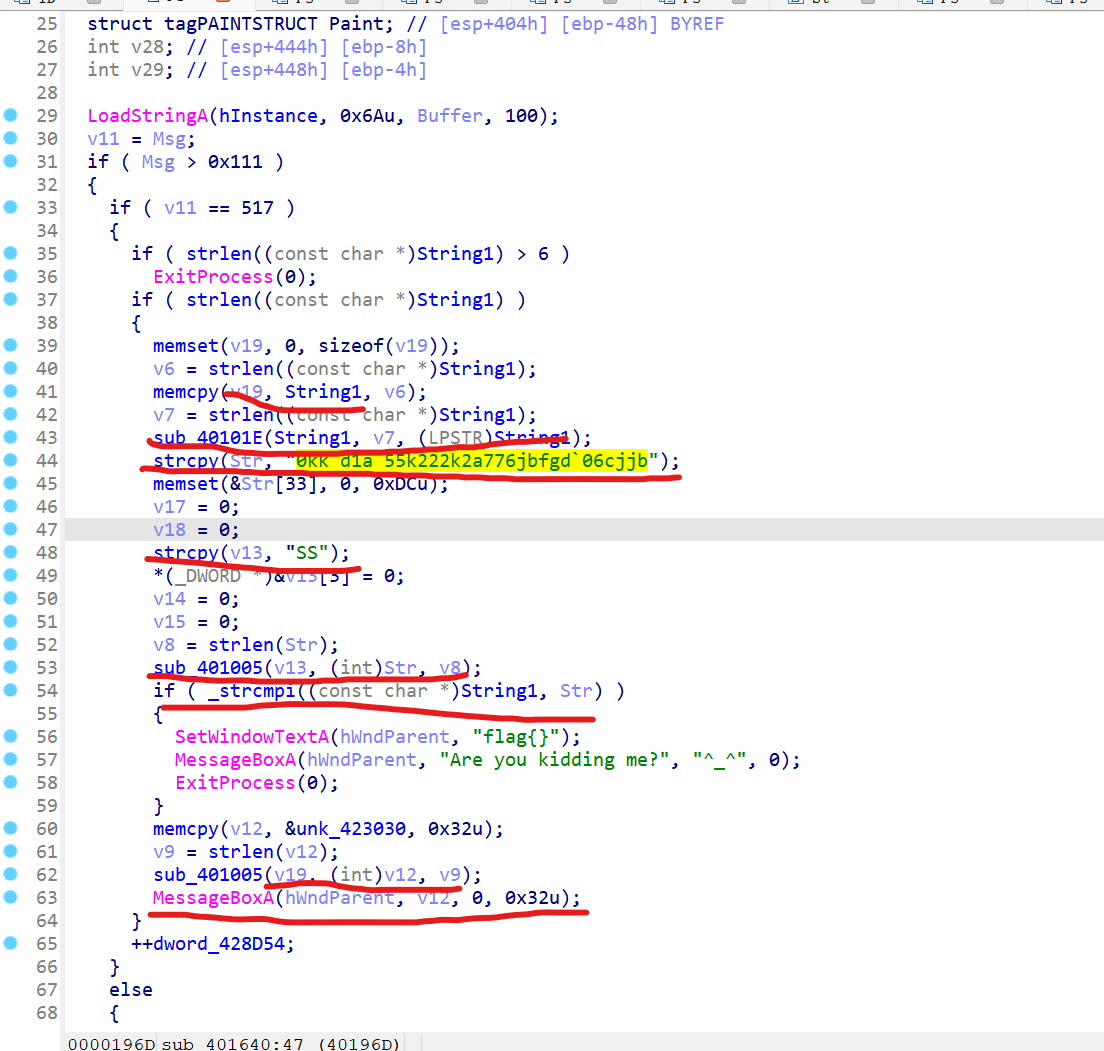 25 struct tagPAINTSTRUCT Paint; // [esp+404h] [ebp-48h] BYREF
26 int v28; // [esp+444h] [ebp-8h]
27 int v29; // [esp+448h] [ebp-4h]
28
29 LoadStringA(hInstance, 0x6Au, Buffer, 100);
30 v11 = Msg;
31 if ( Msg > 0x111 )
32 {
33 if ( v11 == 517 )
34 {
35 if ( strlen((const char *)String1) > 6 )
36 ExitProcess(0);
37 if ( strlen((const char *)String1) )
38 {
39 memset(v19, 0, sizeof(v19));
40 v6 = strlen((const char *)String1);
41 memcpy(v19, String1, v6);
42 v7 = strlen((const char *)String1);
43 sub_40101E(String1, v7, (LPSTR)String1);
44 strcpy(Str, "0kk`d1a`55k222k2a776jbfgd`06cjjb");
45 memset(&Str[33], 0, 0xDCu);
46 v17 = 0;
47 v18 = 0;
48 strcpy(v13, "SS");
49 *(_DWORD *)&v13[3] = 0;
50 v14 = 0;
51 v15 = 0;
52 v8 = strlen(Str);
53 sub_401005(v13, (int)Str, v8);
54 if ( _strcmpi((const char *)String1, Str) )
55 {
56 SetWindowTextA(hWndParent, "flag{}");
57 MessageBoxA(hWndParent, "Are you kidding me?", "^_^", 0);
58 ExitProcess(0);
59 }
60 memcpy(v12, &unk_423030, 0x32u);
61 v9 = strlen(v12);
62 sub_401005(v19, (int)v12, v9);
63 MessageBoxA(hWndParent, v12, 0, 0x32u);
64 }
65 ++dword_428D54;
66 }
67 else
68 {
0000196D sub_401640:47 (40196D)